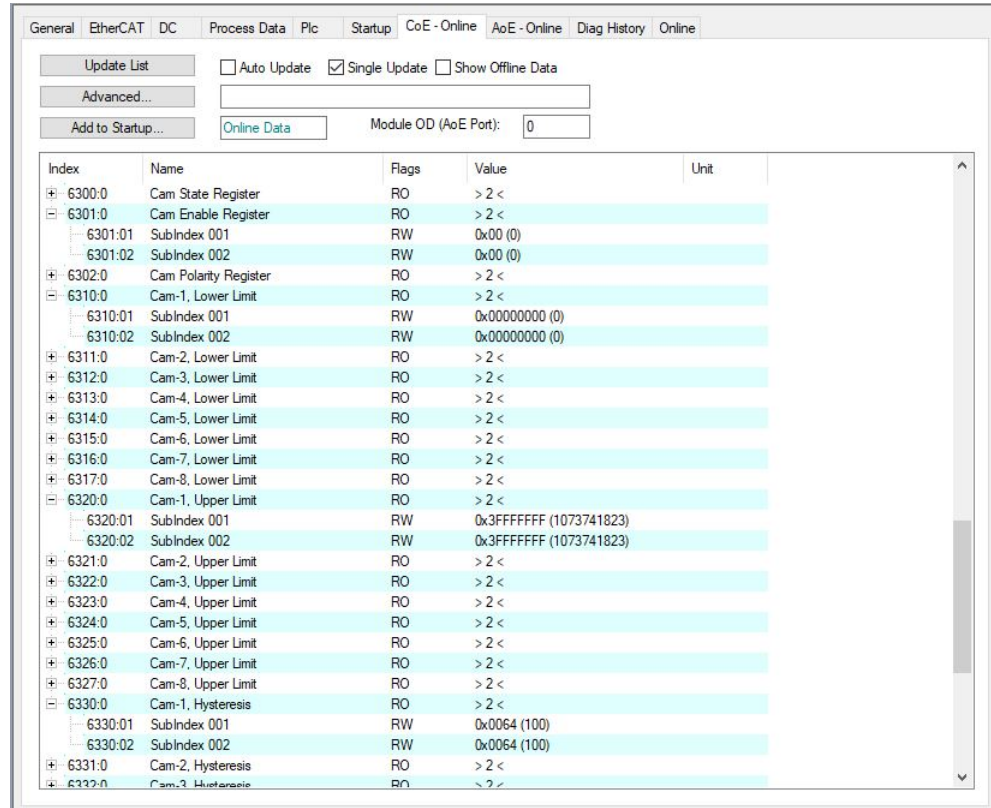 General EtherCAT DC Process Data Plc Startup CoE - Online AoE - Online Diag History Online
Update List Auto Update Single Update Show Offline Data
Advanced...
Add to Startup... Online Data Module OD (AoE Port): 0
Index Name Flags Value Unit
6300:0 Cam State Register RO > 2 <
6301:0 Cam Enable Register RO > 2 <
6301:01 SubIndex 001 RW 0x00 (0)
6301:02 SubIndex 002 RW 0x00 (0)
6302:0 Cam Polarity Register RO > 2 <
6310:0 Cam-1, Lower Limit RO > 2 <
6310:01 SubIndex 001 RW 0x00000000 (0)
6310:02 SubIndex 002 RW 0x00000000 (0)
6311:0 Cam-2, Lower Limit RO > 2 <
6312:0 Cam-3, Lower Limit RO > 2 <
6313:0 Cam-4, Lower Limit RO > 2 <
6314:0 Cam-5, Lower Limit RO > 2 <
6315:0 Cam-6, Lower Limit RO > 2 <
6316:0 Cam-7, Lower Limit RO > 2 <
6317:0 Cam-8, Lower Limit RO > 2 <
6320:0 Cam-1, Upper Limit RO > 2 <
6320:01 SubIndex 001 RW 0x3FFFFFFF (1073741823)
6320:02 SubIndex 002 RW 0x3FFFFFFF (1073741823)
6321:0 Cam-2, Upper Limit RO > 2 <
6322:0 Cam-3, Upper Limit RO > 2 <
6323:0 Cam-4, Upper Limit RO > 2 <
6324:0 Cam-5, Upper Limit RO > 2 <
6325:0 Cam-6, Upper Limit RO > 2 <
6326:0 Cam-7, Upper Limit RO > 2 <
6327:0 Cam-8, Upper Limit RO > 2 <
6330:0 Cam-1, Hysteresis RO > 2 <
6330:01 SubIndex 001 RW 0x0064 (100)
6330:02 SubIndex 002 RW 0x0064 (100)
6331:0 Cam-2, Hysteresis RO > 2 <
6332:0 Cam-3, Hysteresis RO > 2 <